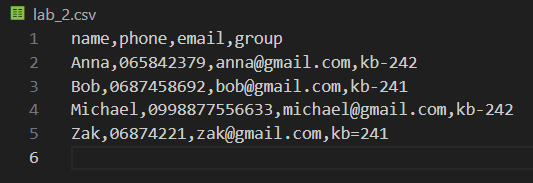 lab_2.csv
1 name,phone,email,group
2 Anna,065842379,anna@gmail.com,kb-242
3 Bob,0687458692,bob@gmail.com,kb-241
4 Michael,0998877556633,michael@gmail.com,kb-242
5 Zak,06874221,zak@gmail.com,kb=241
6